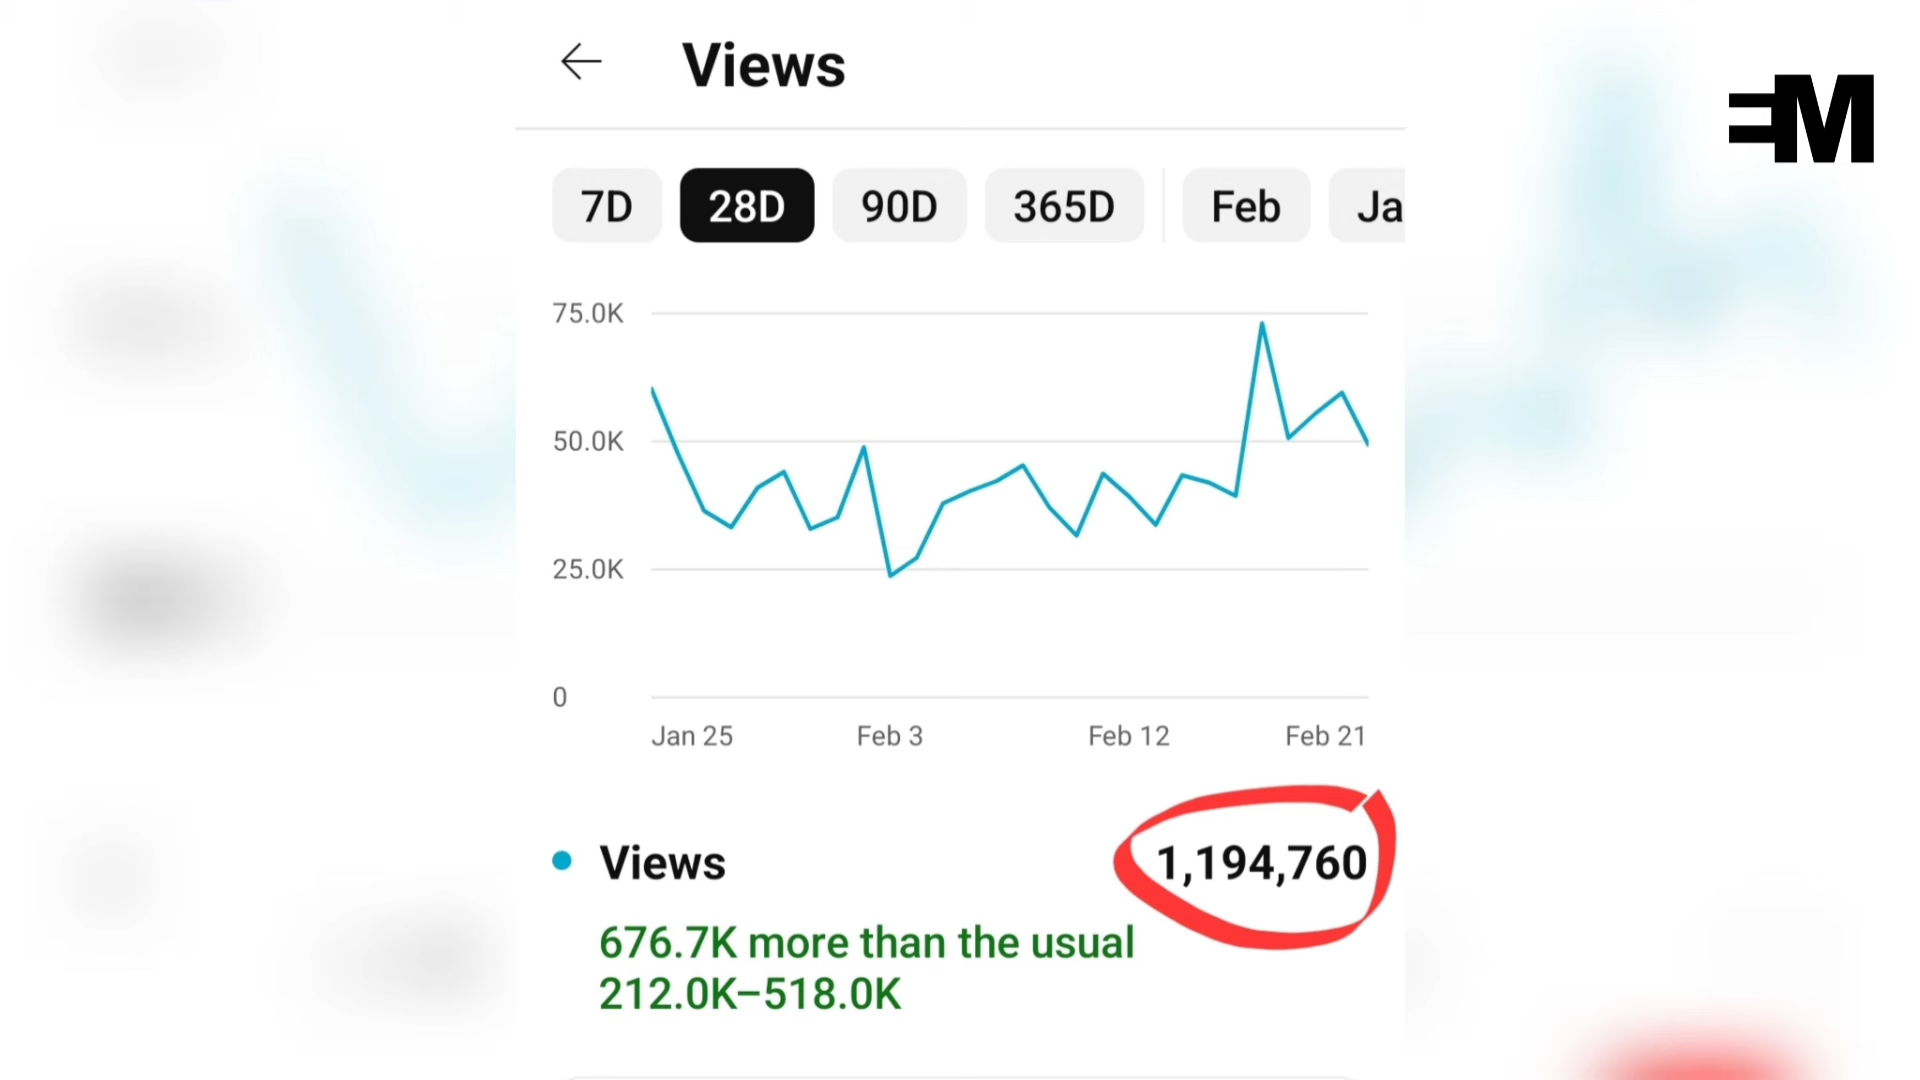 Views
EM
7D 28D 90D 365D Feb Ja
75.0K
50.0K
25.0K
0
Jan 25 Feb 3 Feb 12 Feb 21
Views 1,194,760
676.7K more than the usual
212.0K–518.0K